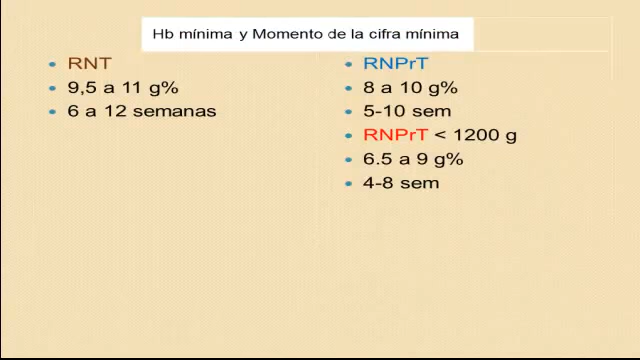 Hb mínima y Momento de la cifra mínima
• RNT
• 9,5 a 11 g%
• 6 a 12 semanas
• RNPrT
• 8 a 10 g%
• 5-10 sem
• RNPrT < 1200 g
• 6.5 a 9 g%
• 4-8 sem